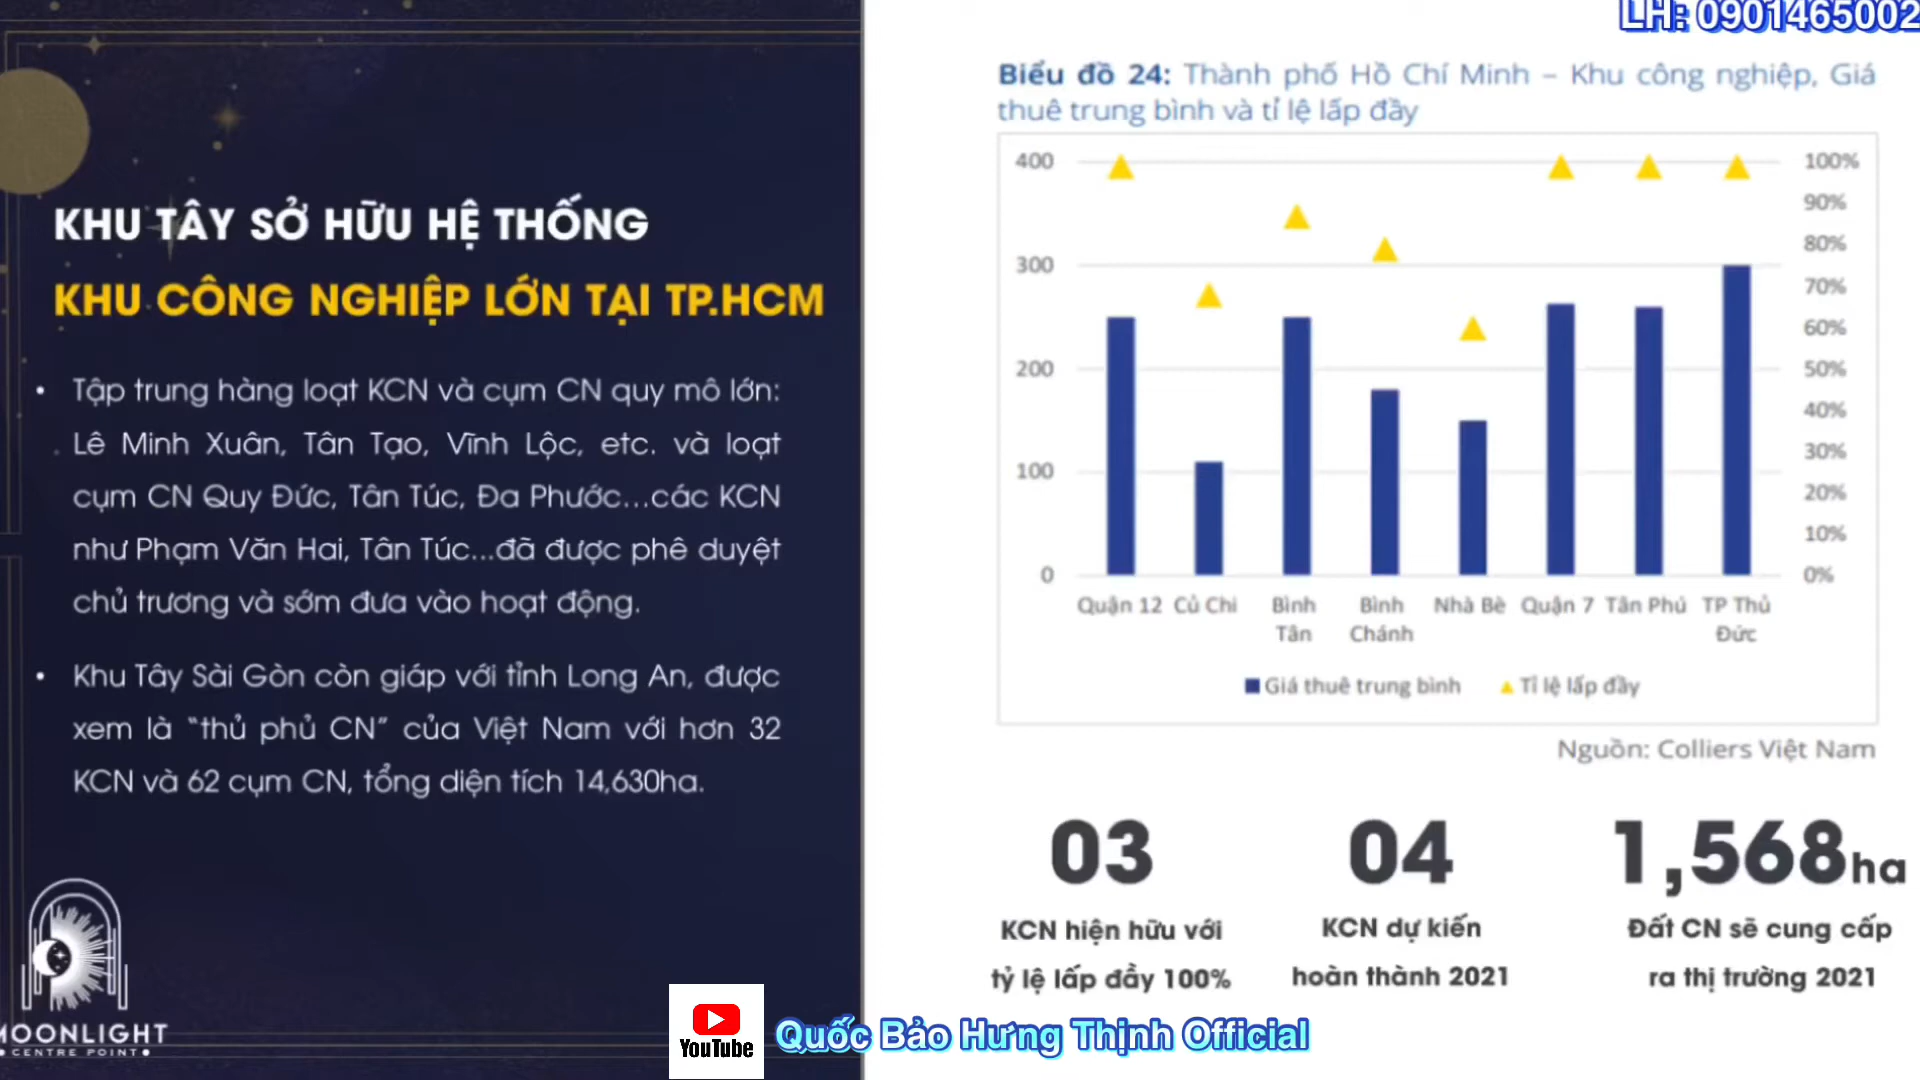 LH: 0901465002
KHU TÂY SỞ HỮU HỆ THỐNG
KHU CÔNG NGHIỆP LỚN TẠI TP.HCM
• Tập trung hàng loạt KCN và cụm CN quy mô lớn:
Lê Minh Xuân, Tân Tạo, Vĩnh Lộc, etc. và loạt
cụm CN Quy Đức, Tân Túc, Đa Phước...các KCN
như Phạm Văn Hai, Tân Túc...đã được phê duyệt
chủ trương và sớm đưa vào hoạt động.
• Khu Tây Sài Gòn còn giáp với tỉnh Long An, được
xem là “thủ phủ CN” của Việt Nam với hơn 32
KCN và 62 cụm CN, tổng diện tích 14,630ha.
MOONLIGHT
CENTRE POINT
Biểu đồ 24: Thành phố Hồ Chí Minh – Khu công nghiệp, Giá
thuê trung bình và tỉ lệ lấp đầy
400
300
200
100
0
100%
90%
80%
70%
60%
50%
40%
30%
20%
10%
0%
Quận 12 Củ Chi Bình Tân Bình Chánh Nhà Bè Quận 7 Tân Phú TP Thủ Đức
Giá thuê trung bình Tỉ lệ lấp đầy
Nguồn: Colliers Việt Nam
03
KCN hiện hữu với
tỷ lệ lấp đầy 100%
04
KCN dự kiến
hoàn thành 2021
1,568ha
Đất CN sẽ cung cấp
ra thị trường 2021
YouTube
Quốc Bảo Hưng Thịnh Official